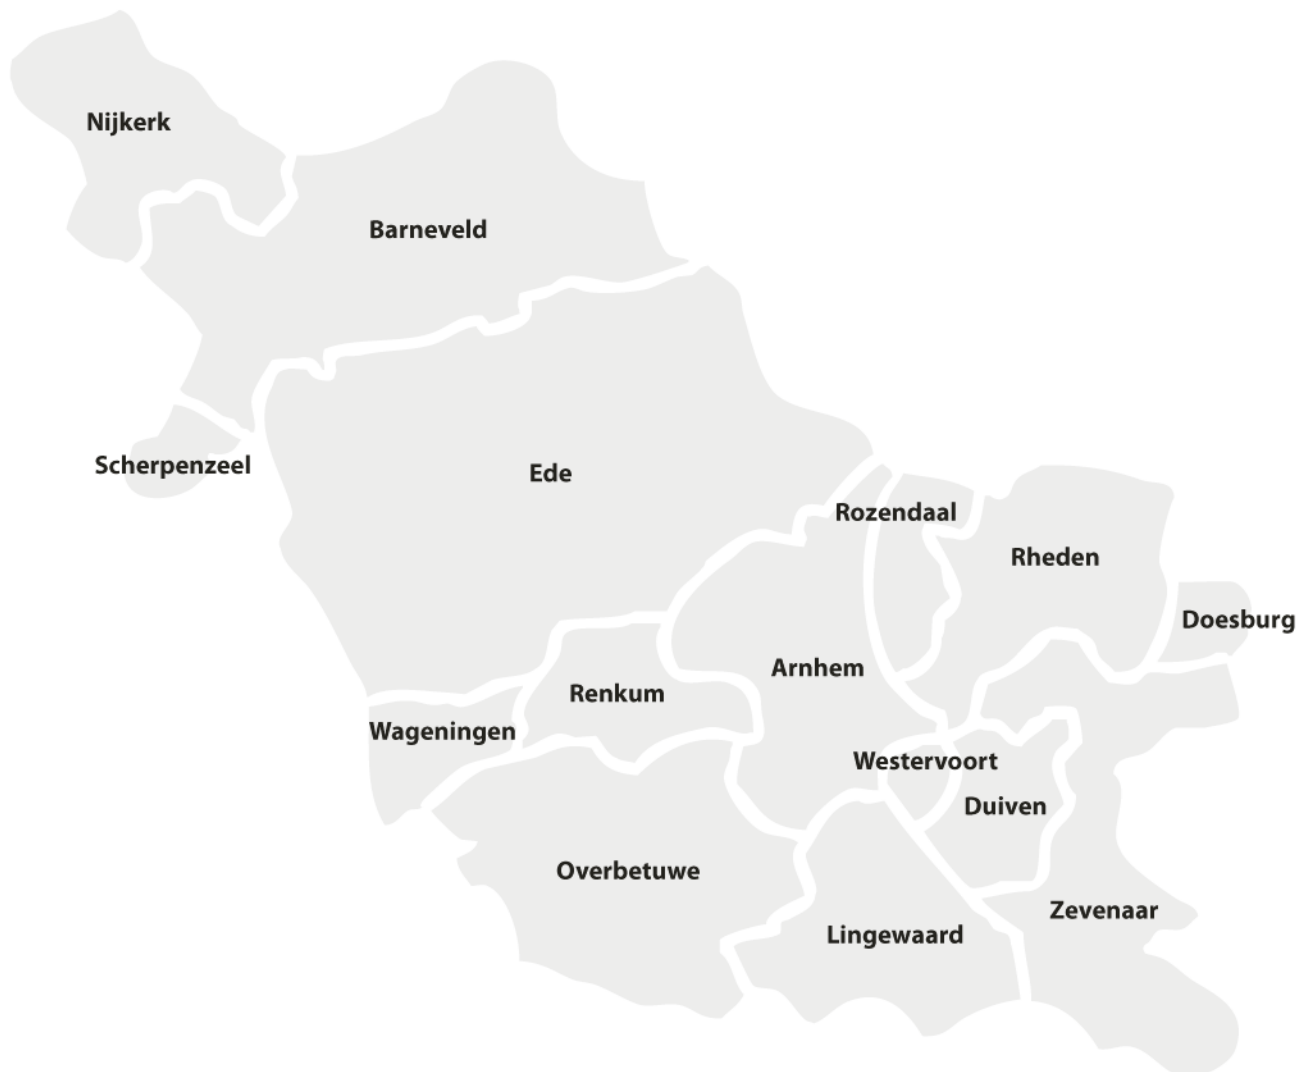 Nijkerk
Barneveld
Scherpenzeel
Ede
Rozendaal
Rheden
Doesburg
Arnhem
Renkum
Wageningen
Westervoort
Duiven
Overbetuwe
Zevenaar
Lingewaard